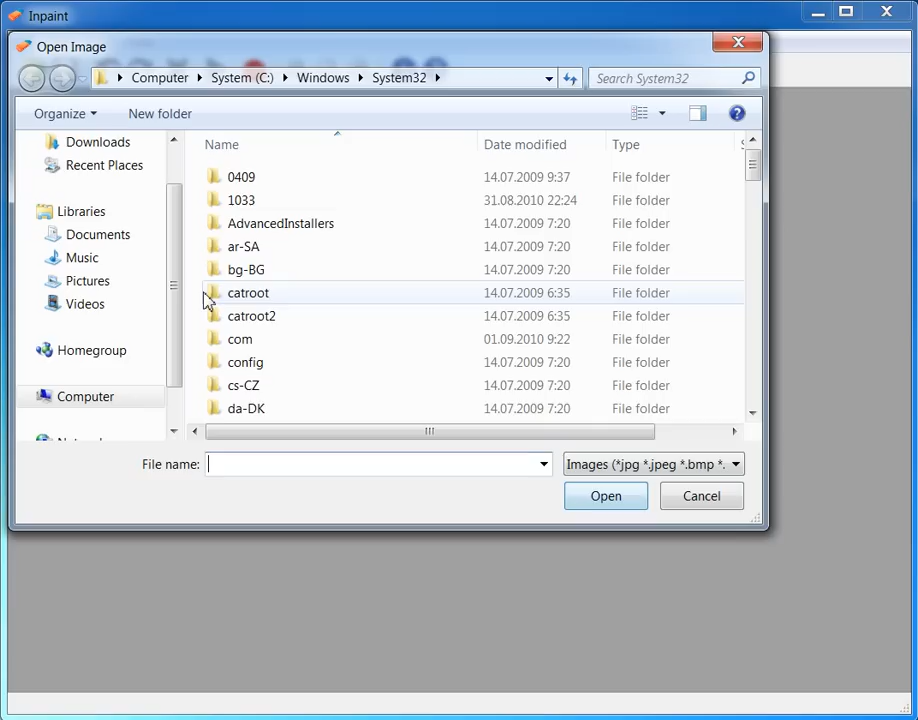 Inpaint
Open Image
Computer System (C:) Windows System32
Search System32
Organize New folder
Name Date modified Type
Downloads
Recent Places
Libraries
Documents
Music
Pictures
Videos
Homegroup
Computer
0409 14.07.2009 9:37 File folder
1033 31.08.2010 22:24 File folder
AdvancedInstallers 14.07.2009 7:20 File folder
ar-SA 14.07.2009 7:20 File folder
bg-BG 14.07.2009 7:20 File folder
catroot 14.07.2009 6:35 File folder
catroot2 14.07.2009 6:35 File folder
com 01.09.2010 9:22 File folder
config 14.07.2009 7:20 File folder
cs-CZ 14.07.2009 7:20 File folder
da-DK 14.07.2009 7:20 File folder
File name: Images (*jpg *.jpeg *.bmp *.
Open Cancel